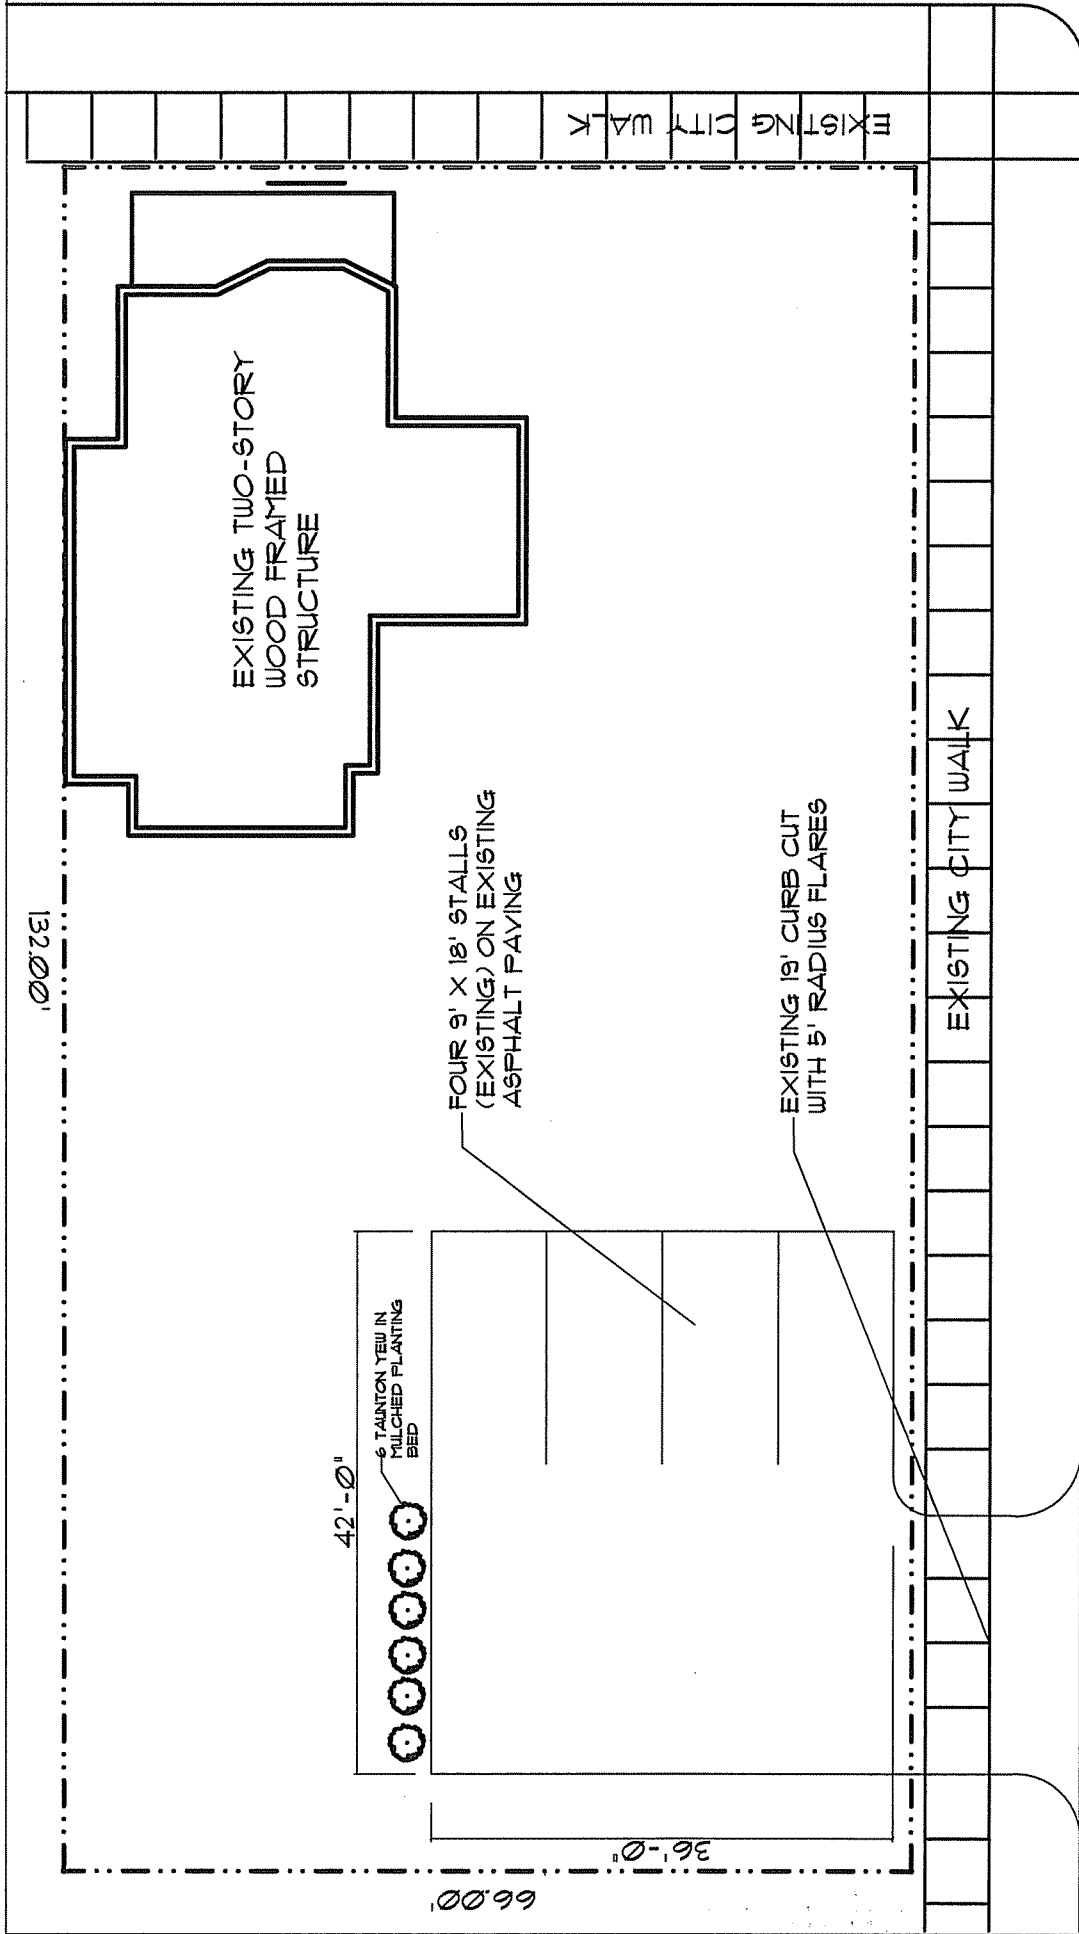 EXISTING CITY WALK
EXISTING TWO-STORY
WOOD FRAMED
STRUCTURE
132.00'
FOUR 9' X 18' STALLS
(EXISTING) ON EXISTING
ASPHALT PAVING
EXISTING 19' CURB CUT
WITH 5' RADIUS FLARES
EXISTING CITY WALK
6 TAUNTON YEW IN
MULCHED PLANTING
BED
42'-0"
36'-0"
66.00'